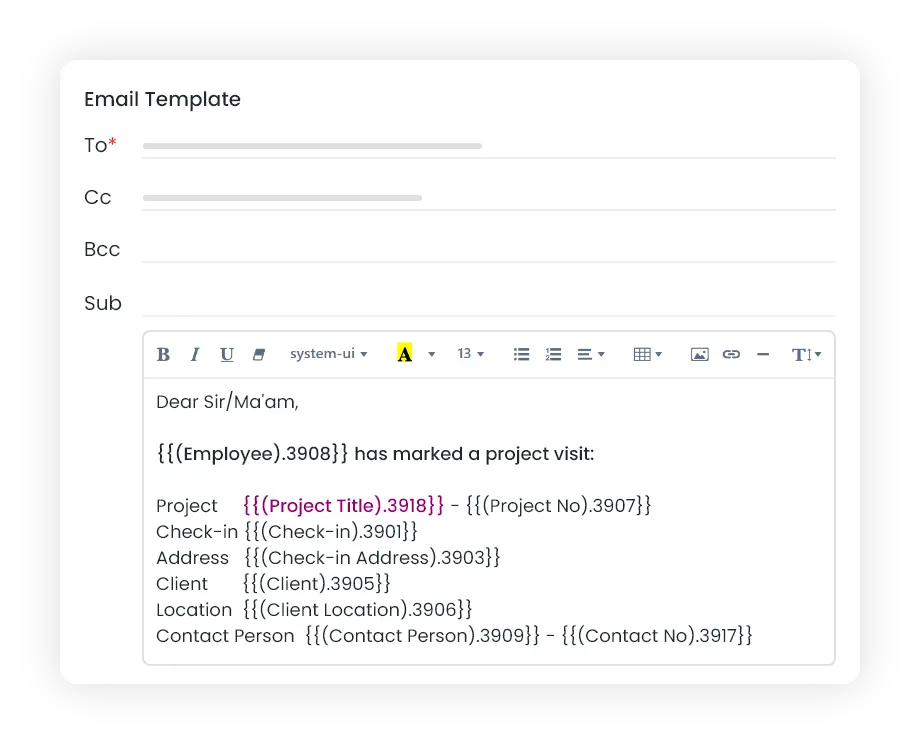 Email Template
To*
Cc
Bcc
Sub
B I U system-ui A 13 T
Dear Sir/Ma'am,
{{(Employee).3908}} has marked a project visit:
Project {{(Project Title).3918}} - {{(Project No).3907}}
Check-in {{(Check-in).3901}}
Address {{(Check-in Address).3903}}
Client {{(Client).3905}}
Location {{(Client Location).3906}}
Contact Person {{(Contact Person).3909}} - {{(Contact No).3917}}